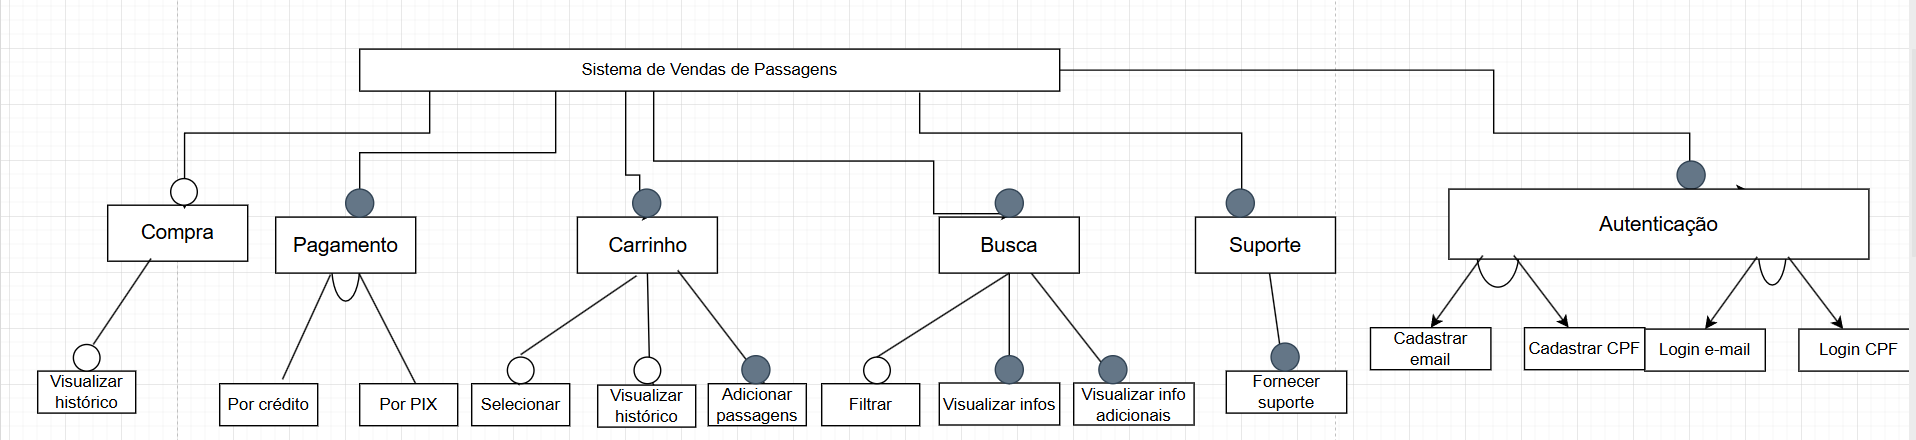 Sistema de Vendas de Passagens
Compra
Pagamento
Carrinho
Busca
Suporte
Autenticação
Visualizar
histórico
Por crédito
Por PIX
Selecionar
Visualizar
histórico
Adicionar
passagens
Filtrar
Visualizar infos
Visualizar info
adicionais
Fornecer
suporte
Cadastrar
email
Cadastrar CPF
Login e-mail
Login CPF